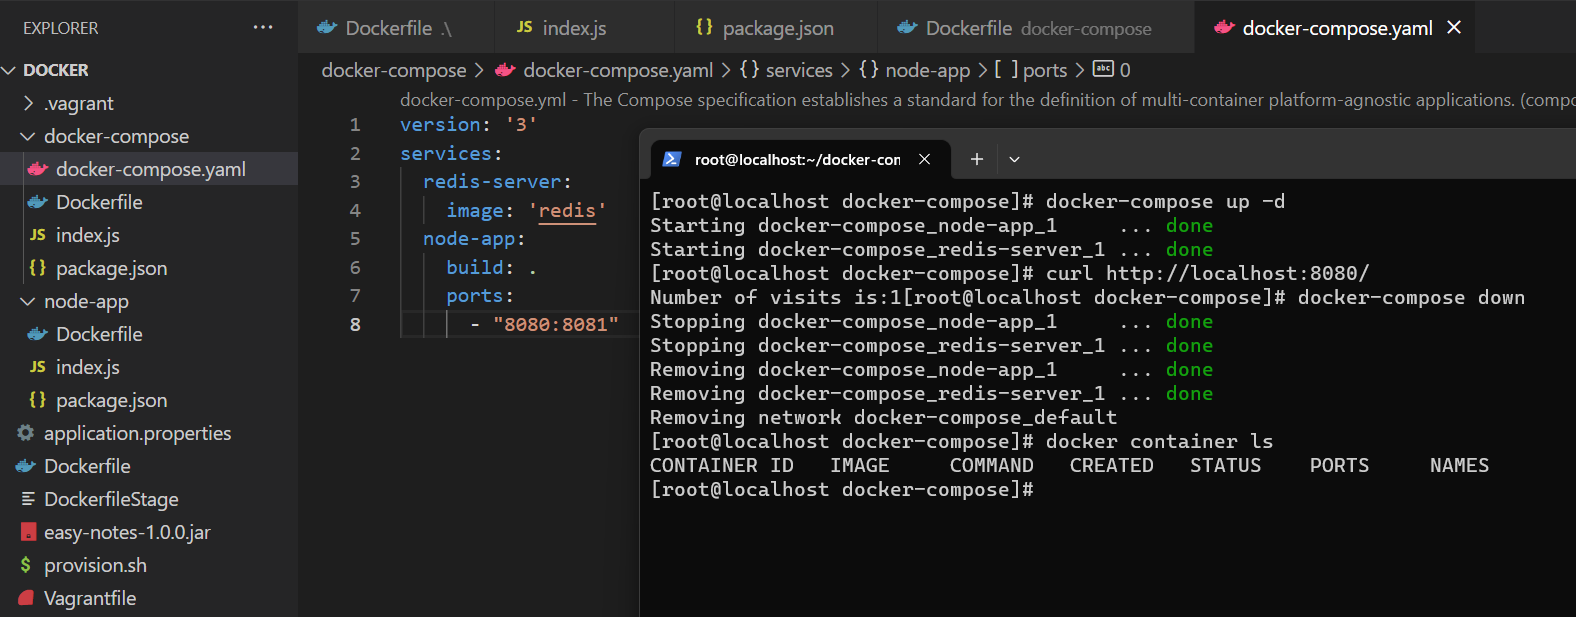 EXPLORER
···
DOCKER
.vagrant
docker-compose
docker-compose.yaml
Dockerfile
JS index.js
{} package.json
node-app
Dockerfile
JS index.js
{} package.json
application.properties
Dockerfile
DockerfileStage
easy-notes-1.0.0.jar
$ provision.sh
Vagrantfile
Dockerfile .\
JS index.js
{} package.json
Dockerfile docker-compose
docker-compose.yaml
docker-compose > docker-compose.yaml > {} services > {} node-app > [ ] ports > abc 0
docker-compose.yml - The Compose specification establishes a standard for the definition of multi-container platform-agnostic applications. (compo
1 version: '3'
2 services:
3 redis-server:
4 image: 'redis'
5 node-app:
6 build: .
7 ports:
8 - "8080:8081"
root@localhost:~/docker-con
[root@localhost docker-compose]# docker-compose up -d
Starting docker-compose_node-app_1 ... done
Starting docker-compose_redis-server_1 ... done
[root@localhost docker-compose]# curl http://localhost:8080/
Number of visits is:1[root@localhost docker-compose]# docker-compose down
Stopping docker-compose_node-app_1 ... done
Stopping docker-compose_redis-server_1 ... done
Removing docker-compose_node-app_1 ... done
Removing docker-compose_redis-server_1 ... done
Removing network docker-compose_default
[root@localhost docker-compose]# docker container ls
CONTAINER ID IMAGE COMMAND CREATED STATUS PORTS NAMES
[root@localhost docker-compose]#